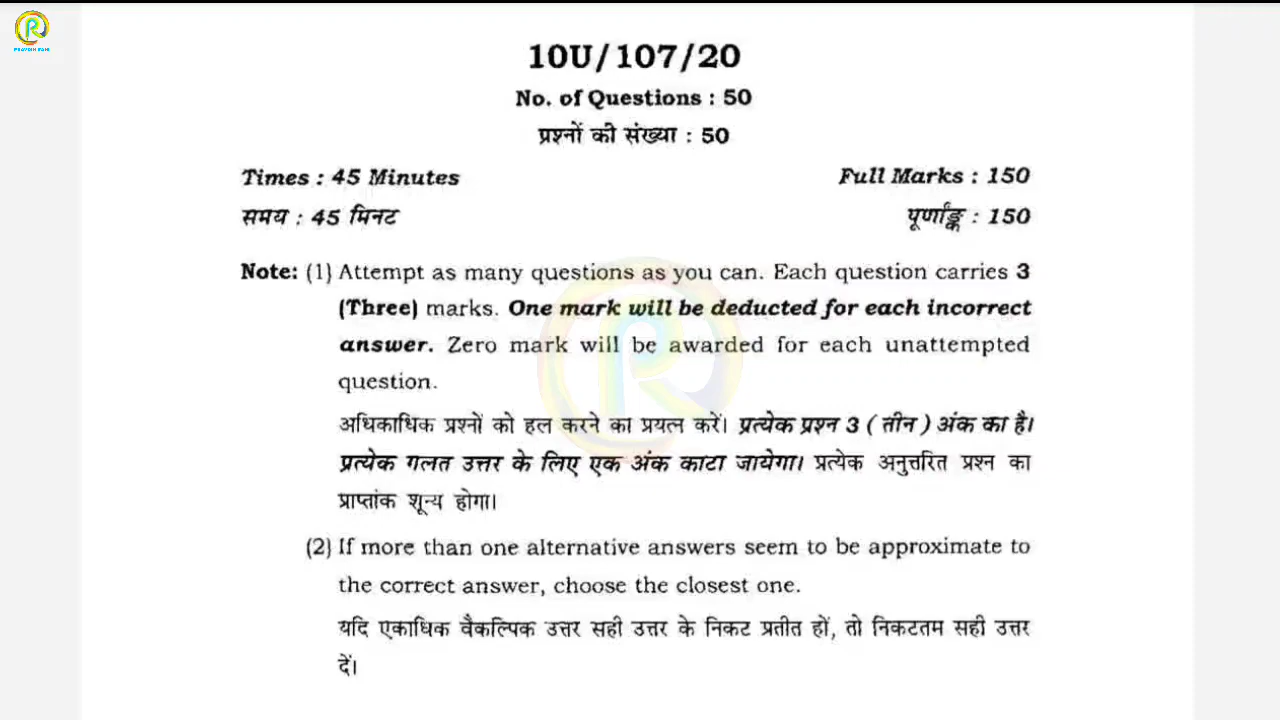 10U/107/20
No. of Questions : 50
प्रश्नों की संख्या : 50
Times : 45 Minutes
Full Marks : 150
समय : 45 मिनट
पूर्णाङ्क : 150
Note: (1) Attempt as many questions as you can. Each question carries 3
(Three) marks. One mark will be deducted for each incorrect
answer. Zero mark will be awarded for each unattempted
question.
अधिकाधिक प्रश्नों को हल करने का प्रयत्न करें। प्रत्येक प्रश्न 3 ( तीन ) अंक का है।
प्रत्येक गलत उत्तर के लिए एक अंक काटा जायेगा। प्रत्येक अनुत्तरित प्रश्न का
प्राप्तांक शून्य होगा।
(2) If more than one alternative answers seem to be approximate to
the correct answer, choose the closest one.
यदि एकाधिक वैकल्पिक उत्तर सही उत्तर के निकट प्रतीत हों, तो निकटतम सही उत्तर
दें।